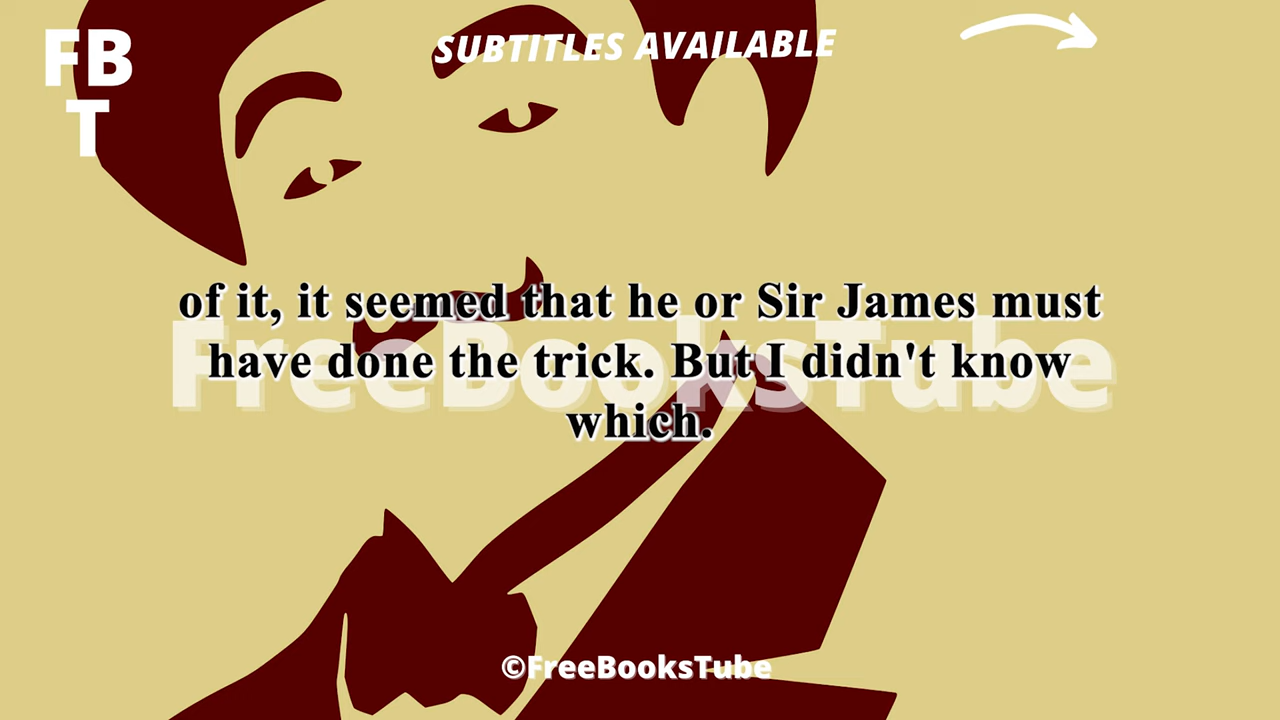 FB
T
SUBTITLES AVAILABLE
of it, it seemed that he or Sir James must
have done the trick. But I didn't know
which.
FreeBooksTube
©FreeBooksTube